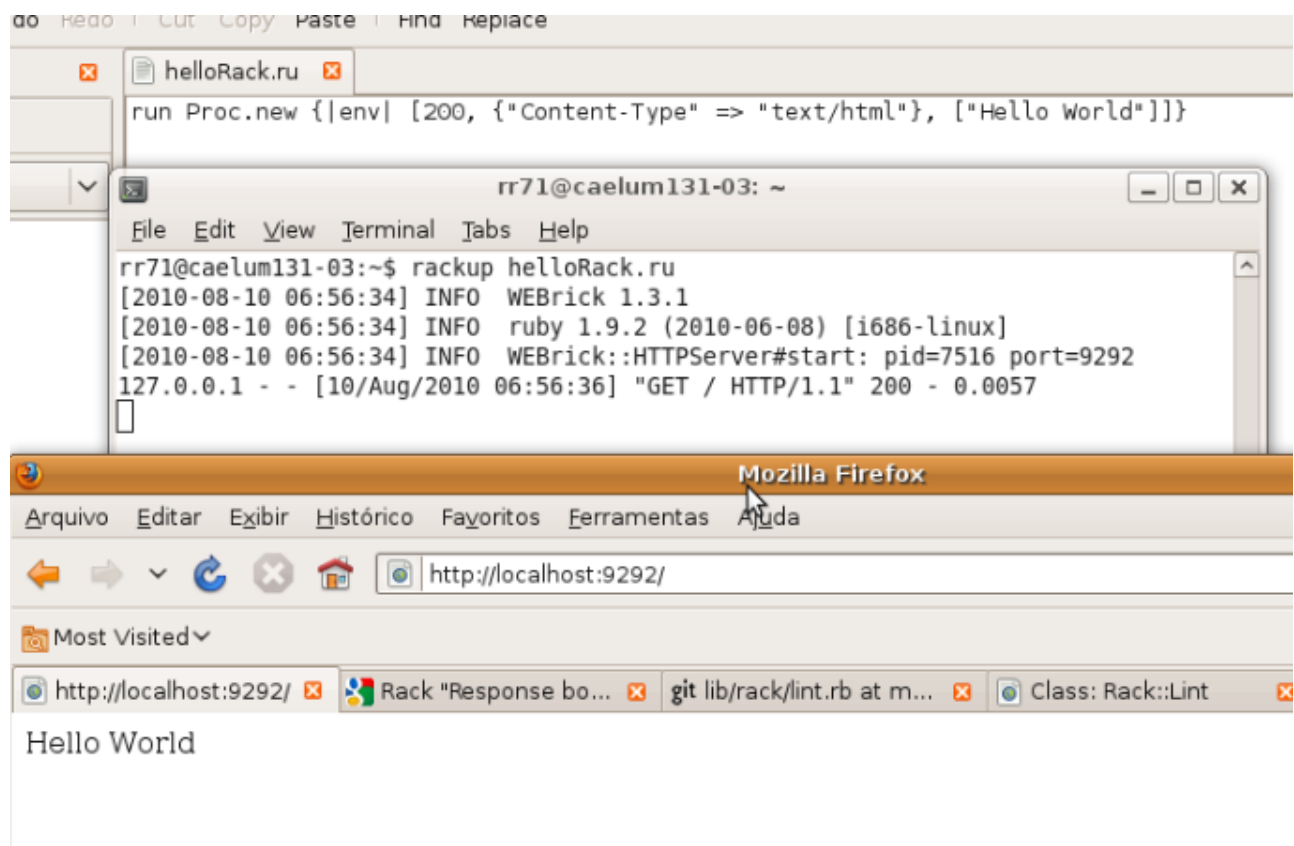 do Redo Cut Copy Paste Find Replace
helloRack.ru
run Proc.new {|env| [200, {"Content-Type" => "text/html"}, ["Hello World"]]}
rr71@caelum131-03: ~
File Edit View Terminal Tabs Help
rr71@caelum131-03:~$ rackup helloRack.ru
[2010-08-10 06:56:34] INFO  WEBrick 1.3.1
[2010-08-10 06:56:34] INFO  ruby 1.9.2 (2010-06-08) [i686-linux]
[2010-08-10 06:56:34] INFO  WEBrick::HTTPServer#start: pid=7516 port=9292
127.0.0.1 - - [10/Aug/2010 06:56:36] "GET / HTTP/1.1" 200 - 0.0057
Mozilla Firefox
Arquivo Editar Exibir Histórico Favoritos Ferramentas Ajuda
http://localhost:9292/
Most Visited
http://localhost:9292/ Rack "Response bo... git lib/rack/lint.rb at m... Class: Rack::Lint
Hello World